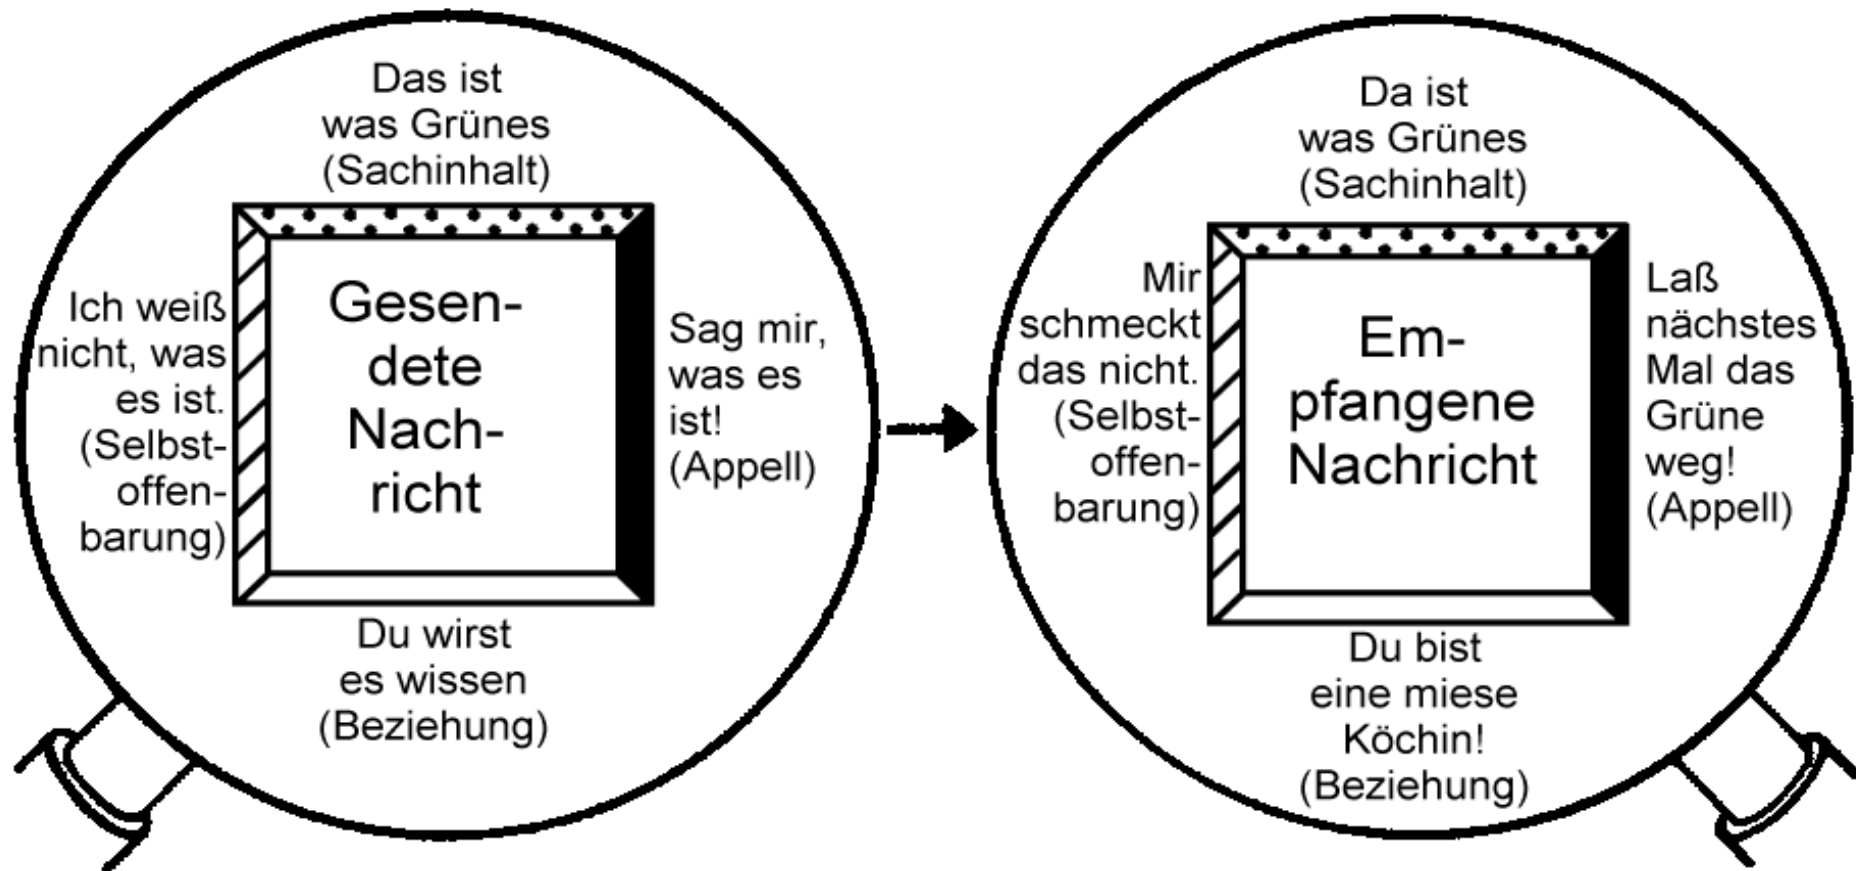 Das ist
was Grünes
(Sachinhalt)
Ich weiß
nicht, was
es ist.
(Selbst-
offen-
barung)
Gesen-
dete
Nach-
richt
Sag mir,
was es
ist!
(Appell)
Du wirst
es wissen
(Beziehung)
Da ist
was Grünes
(Sachinhalt)
Mir
schmeckt
das nicht.
(Selbst-
offen-
barung)
Em-
pfangene
Nachricht
Laß
nächstes
Mal das
Grüne
weg!
(Appell)
Du bist
eine miese
Köchin!
(Beziehung)